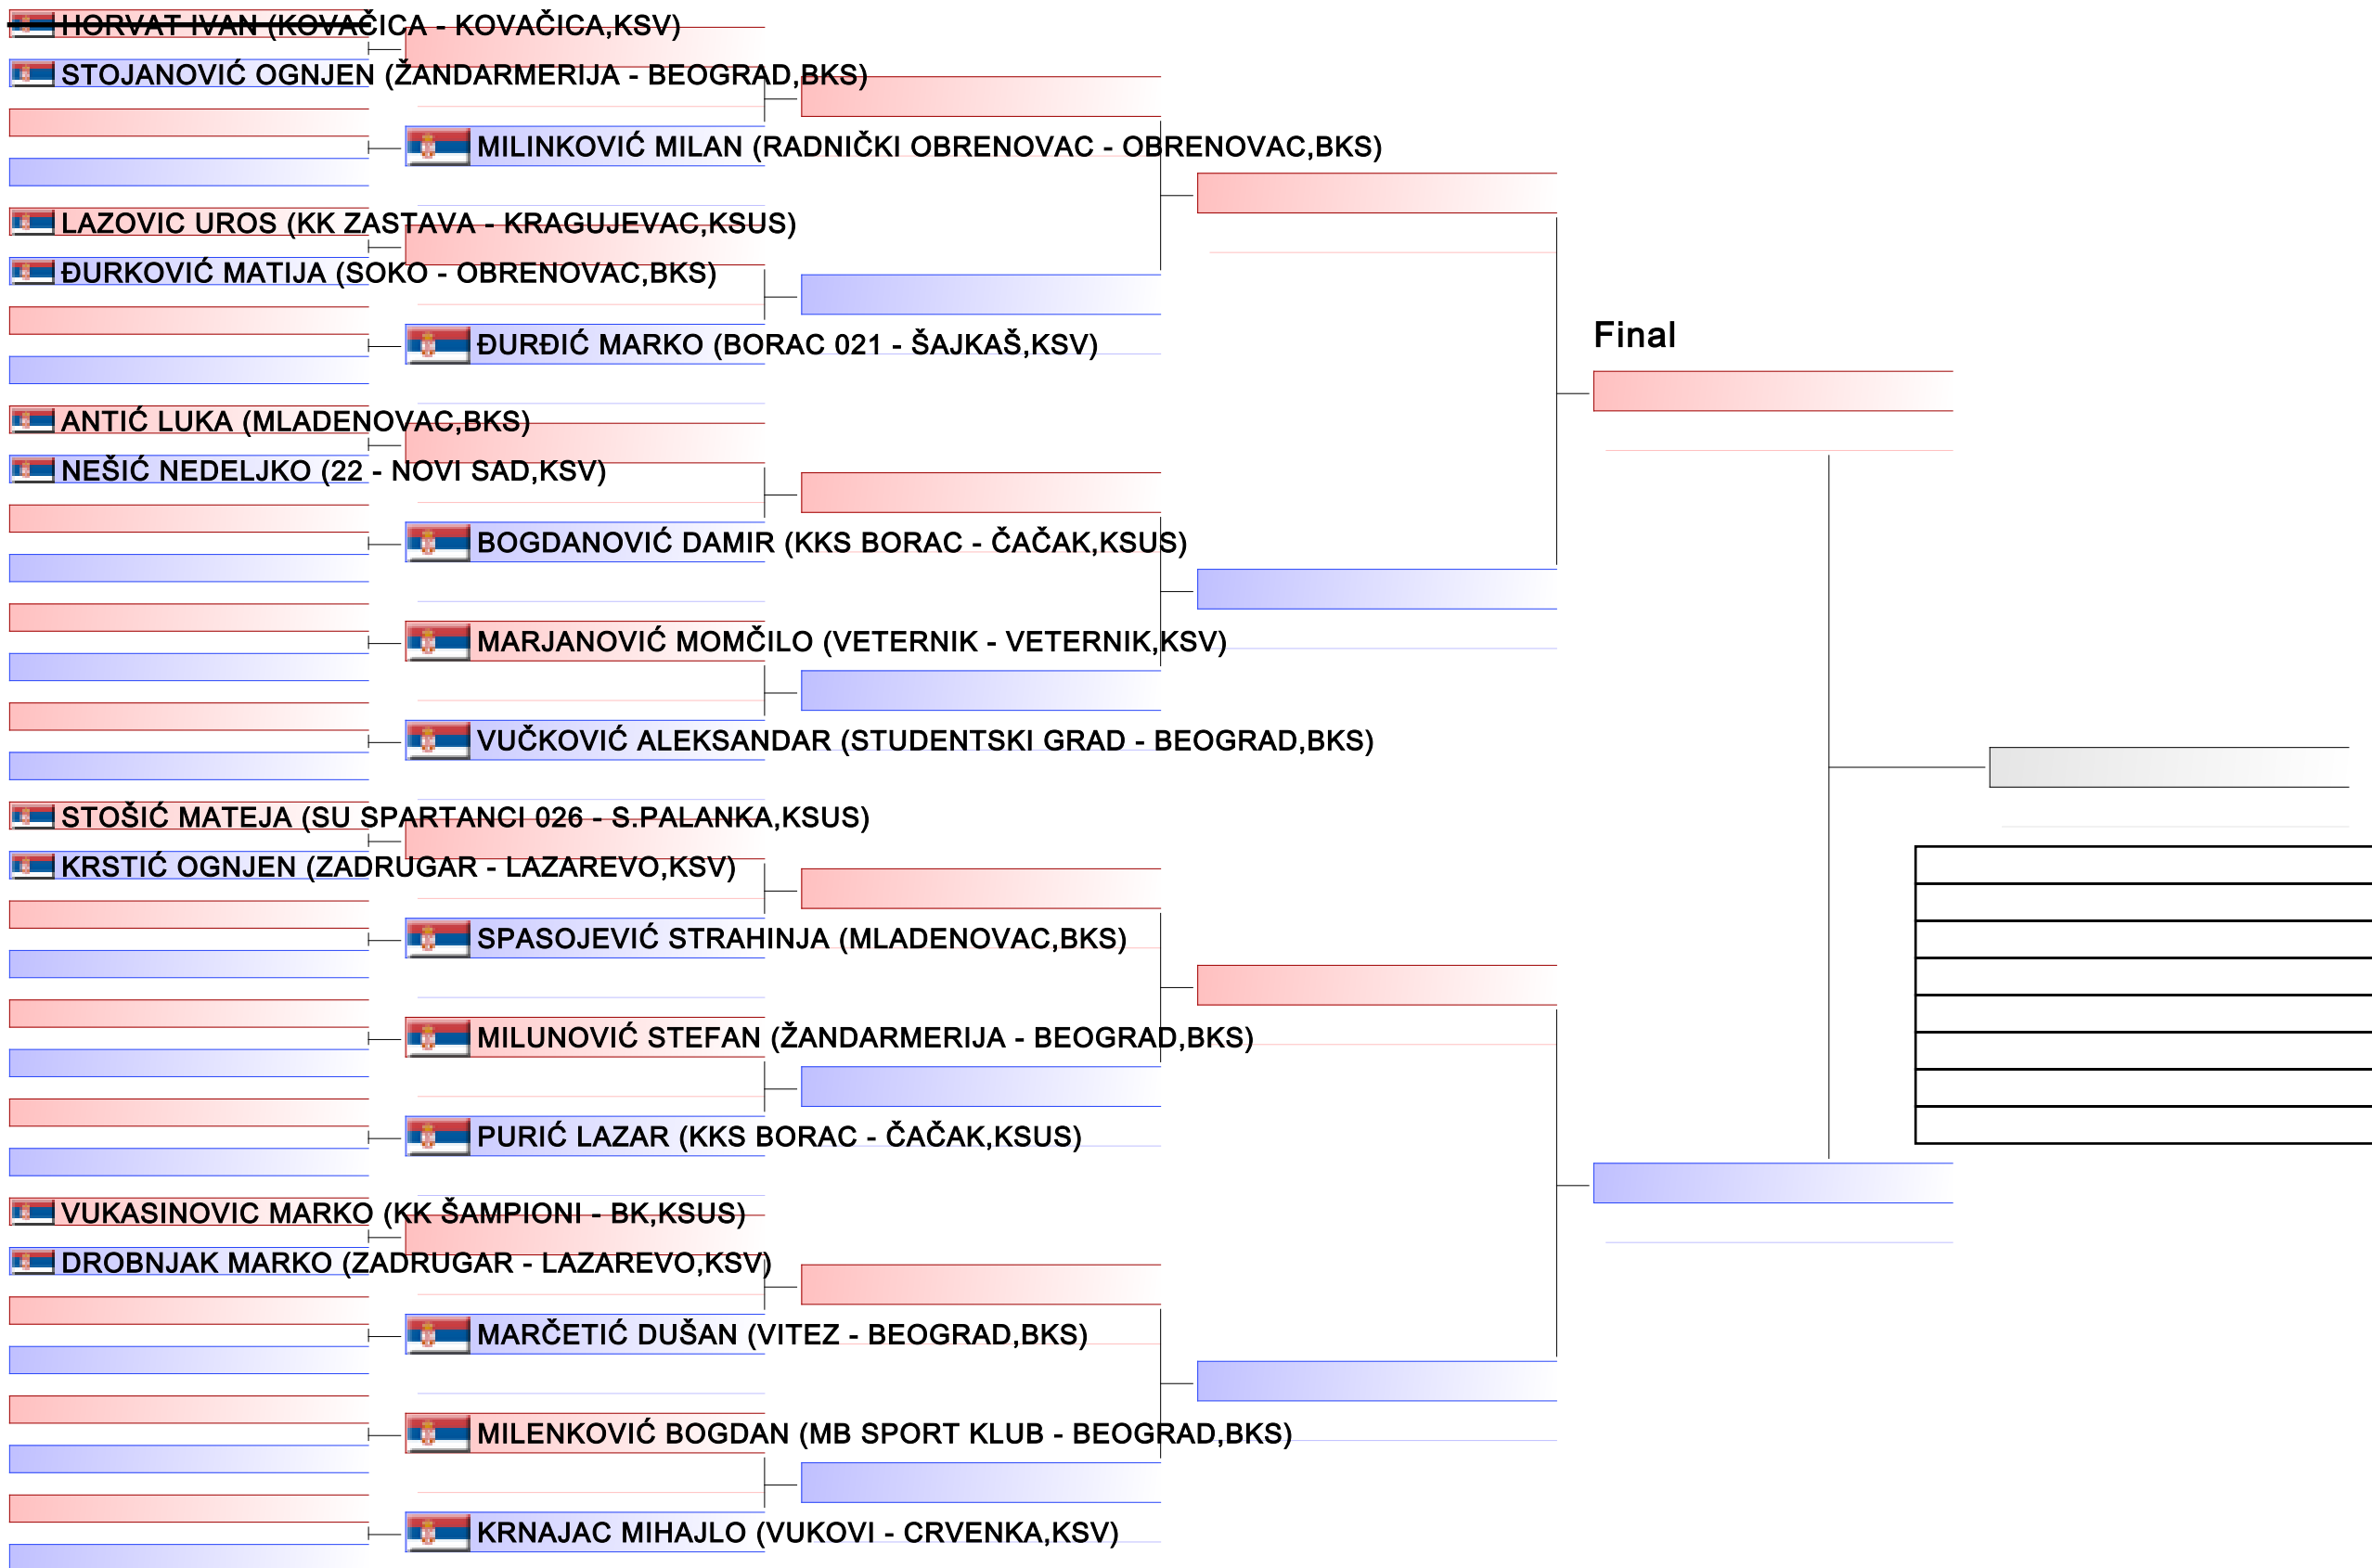 HORVAT IVAN (KOVAČICA - KOVAČICA,KSV)
STOJANOVIĆ OGNJEN (ŽANDARMERIJA - BEOGRAD,BKS)
MILINKOVIĆ MILAN (RADNIČKI OBRENOVAC - OBRENOVAC,BKS)
LAZOVIC UROS (KK ZASTAVA - KRAGUJEVAC,KSUS)
ĐURKOVIĆ MATIJA (SOKO - OBRENOVAC,BKS)
ĐURĐIĆ MARKO (BORAC 021 - ŠAJKAŠ,KSV)
Final
ANTIĆ LUKA (MLADENOVAC,BKS)
NEŠIĆ NEDELJKO (22 - NOVI SAD,KSV)
BOGDANOVIĆ DAMIR (KKS BORAC - ČAČAK,KSUS)
MARJANOVIĆ MOMČILO (VETERNIK - VETERNIK,KSV)
VUČKOVIĆ ALEKSANDAR (STUDENTSKI GRAD - BEOGRAD,BKS)
STOŠIĆ MATEJA (SU SPARTANCI 026 - S.PALANKA,KSUS)
KRSTIĆ OGNJEN (ZADRUGAR - LAZAREVO,KSV)
SPASOJEVIĆ STRAHINJA (MLADENOVAC,BKS)
MILUNOVIĆ STEFAN (ŽANDARMERIJA - BEOGRAD,BKS)
PURIĆ LAZAR (KKS BORAC - ČAČAK,KSUS)
VUKASINOVIC MARKO (KK ŠAMPIONI - BK,KSUS)
DROBNJAK MARKO (ZADRUGAR - LAZAREVO,KSV)
MARČETIĆ DUŠAN (VITEZ - BEOGRAD,BKS)
MILENKOVIĆ BOGDAN (MB SPORT KLUB - BEOGRAD,BKS)
KRNAJAC MIHAJLO (VUKOVI - CRVENKA,KSV)